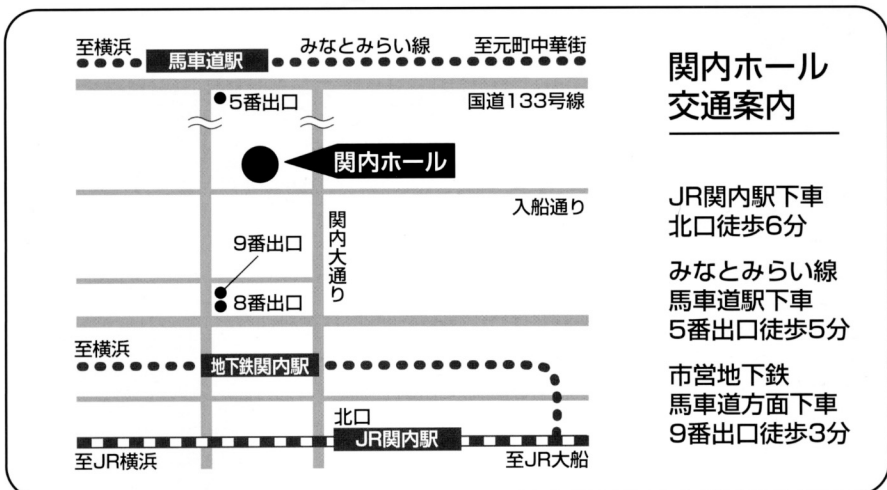 至横浜
馬車道駅
みなとみらい線
至元町中華街
5番出口
国道133号線
関内ホール
入船通り
関内大通り
9番出口
8番出口
至横浜
地下鉄関内駅
北口
JR関内駅
至JR横浜
至JR大船
関内ホール
交通案内
JR関内駅下車
北口徒歩6分
みなとみらい線
馬車道駅下車
5番出口徒歩5分
市営地下鉄
馬車道方面下車
9番出口徒歩3分